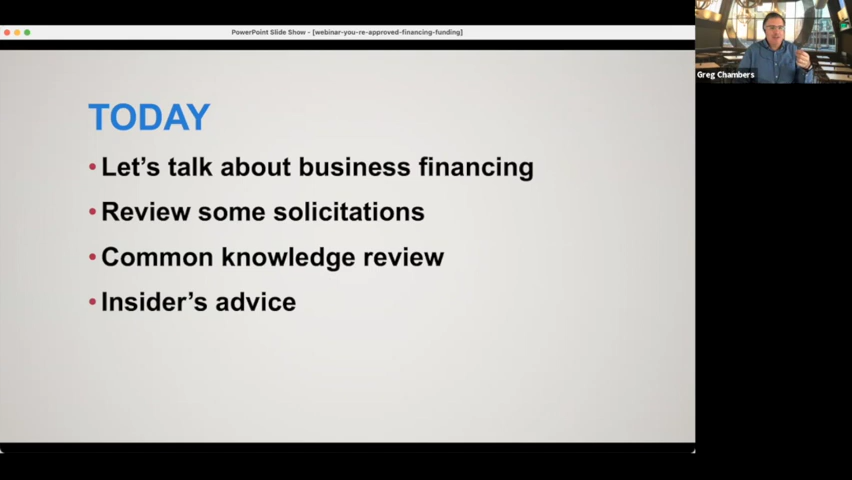 PowerPoint Slide Show - [webinar-you-re-approved-financing-funding]
Greg Chambers
TODAY
• Let's talk about business financing
• Review some solicitations
• Common knowledge review
• Insider's advice